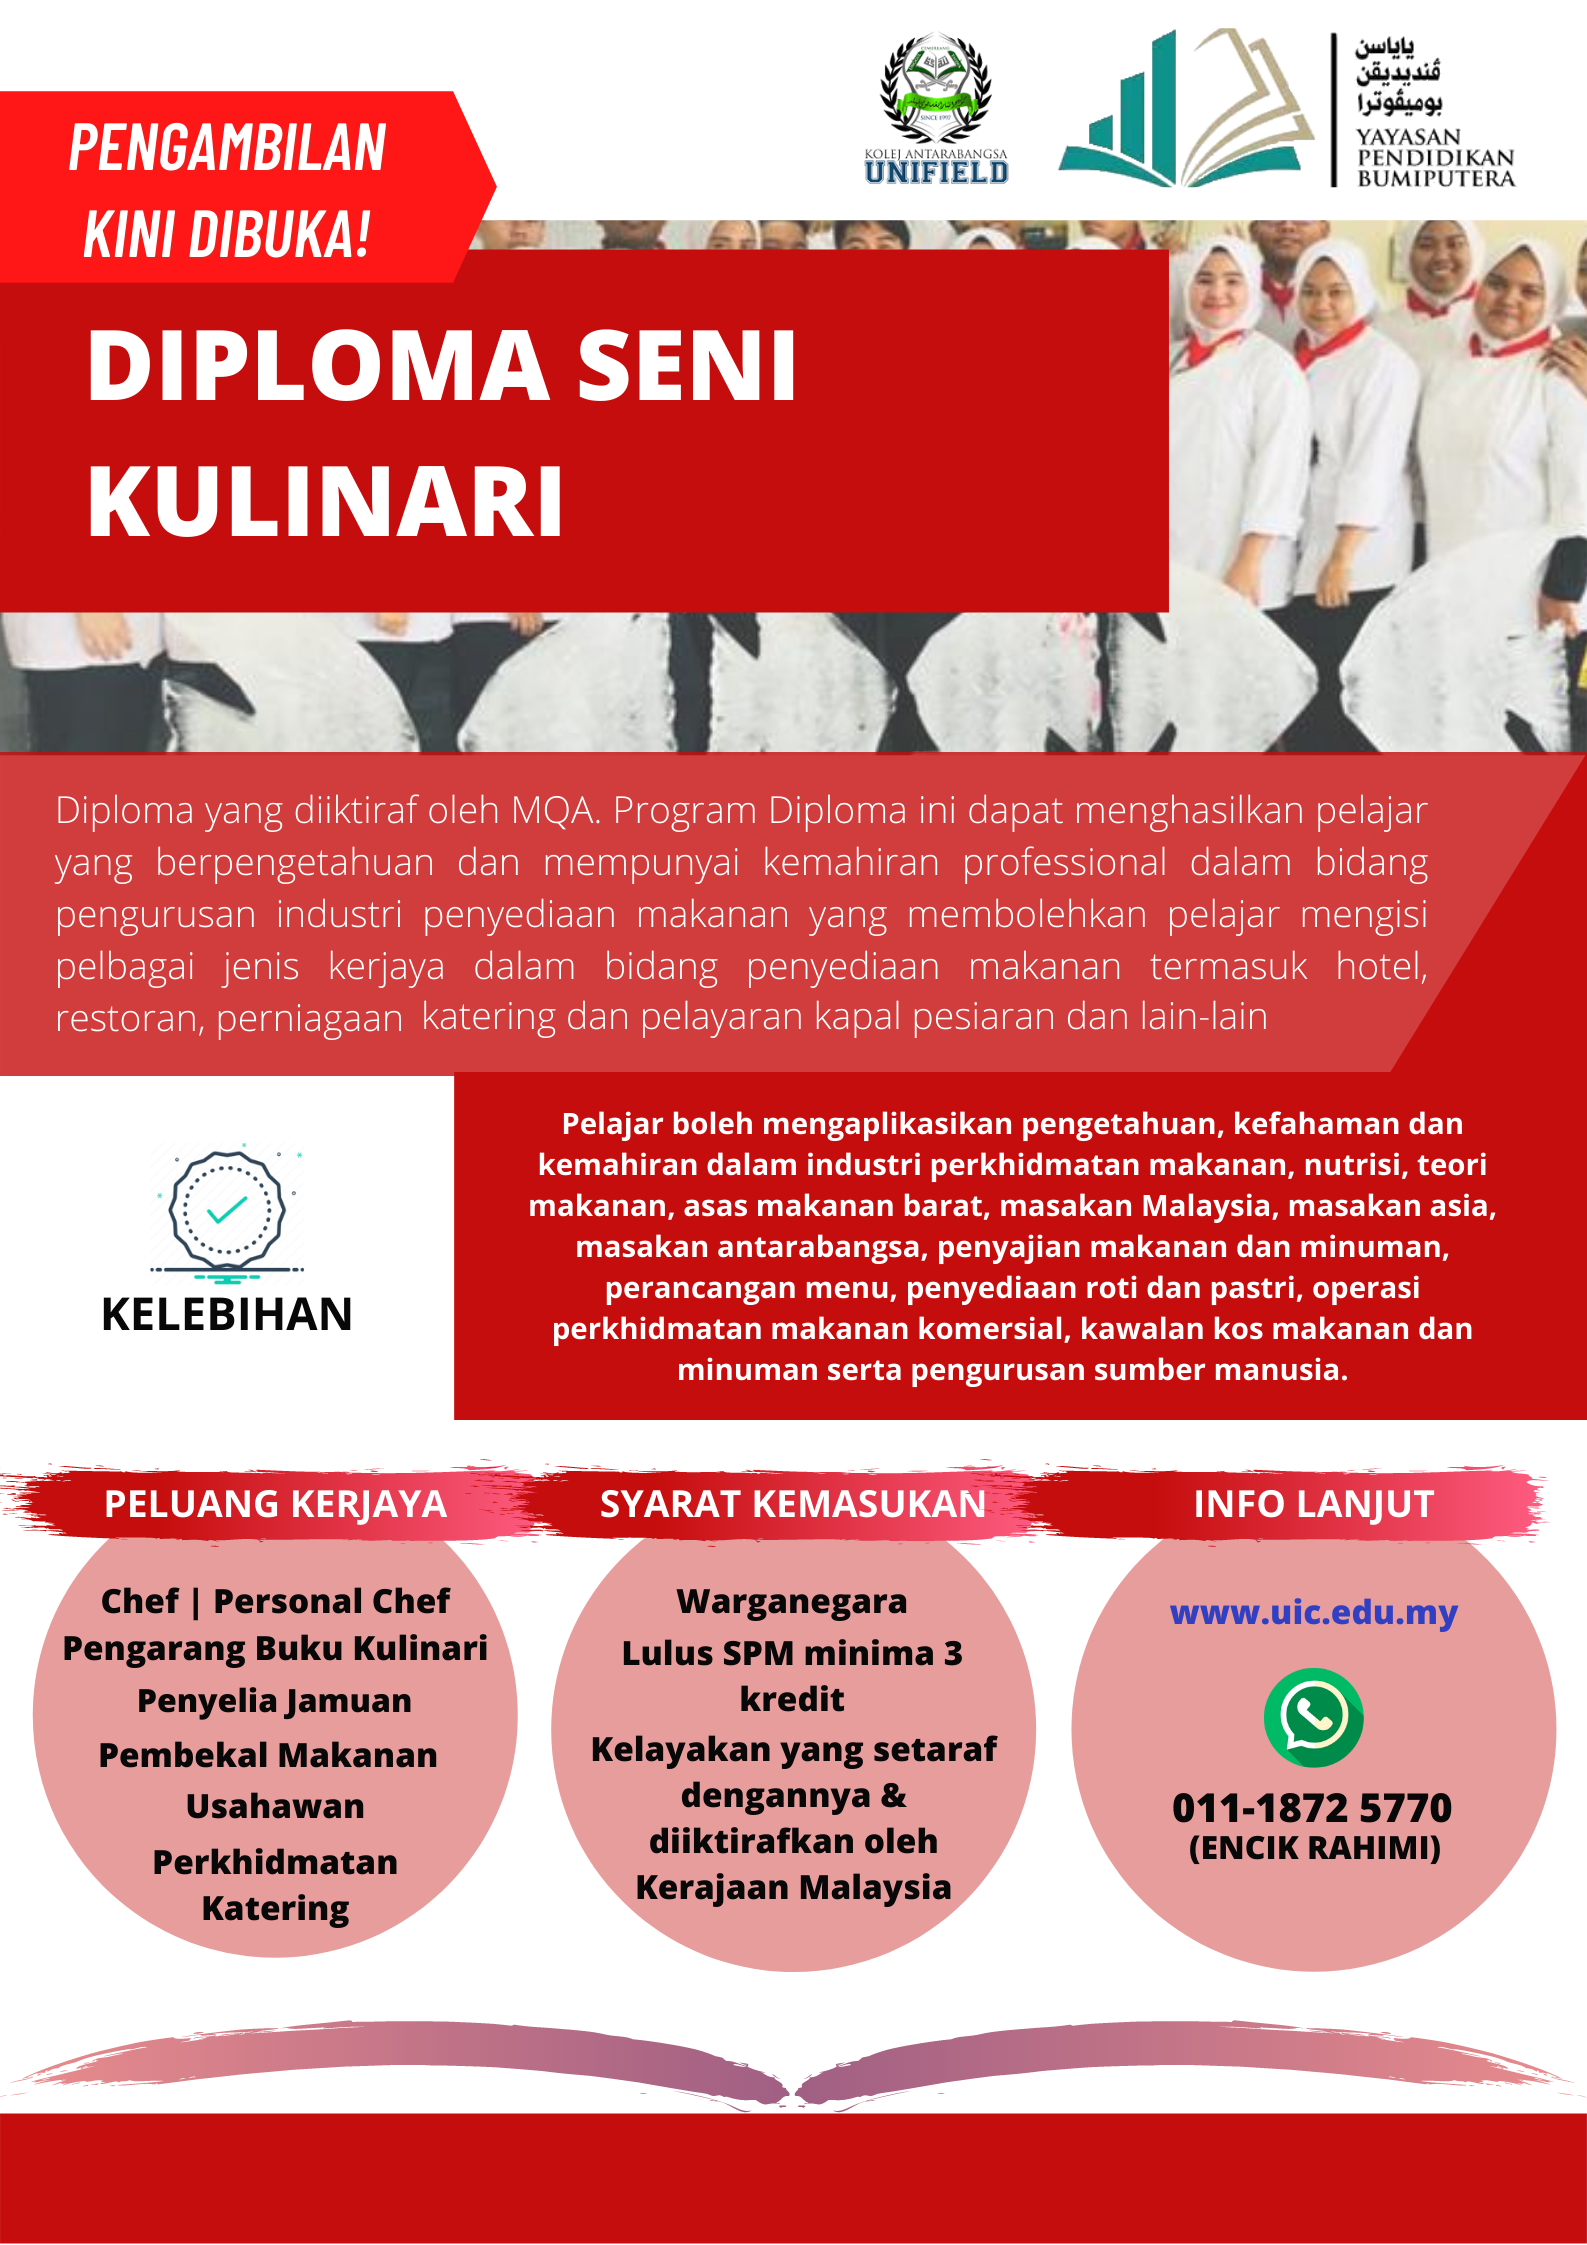 SINCE 1997
KOLEJ ANTARABANGSA
UNIFIELD
ياياسن
ڤنديديقن
بوميڤوترا
YAYASAN
PENDIDIKAN
BUMIPUTERA
PENGAMBILAN
KINI DIBUKA!
DIPLOMA SENI
KULINARI
Diploma yang diiktiraf oleh MQA. Program Diploma ini dapat menghasilkan pelajar
yang berpengetahuan dan mempunyai kemahiran professional dalam bidang
pengurusan industri penyediaan makanan yang membolehkan pelajar mengisi
pelbagai jenis kerjaya dalam bidang penyediaan makanan termasuk hotel,
restoran, perniagaan katering dan pelayaran kapal pesiaran dan lain-lain
KELEBIHAN
Pelajar boleh mengaplikasikan pengetahuan, kefahaman dan
kemahiran dalam industri perkhidmatan makanan, nutrisi, teori
makanan, asas makanan barat, masakan Malaysia, masakan asia,
masakan antarabangsa, penyajian makanan dan minuman,
perancangan menu, penyediaan roti dan pastri, operasi
perkhidmatan makanan komersial, kawalan kos makanan dan
minuman serta pengurusan sumber manusia.
PELUANG KERJAYA
Chef | Personal Chef
Pengarang Buku Kulinari
Penyelia Jamuan
Pembekal Makanan
Usahawan
Perkhidmatan
Katering
SYARAT KEMASUKAN
Warganegara
Lulus SPM minima 3
kredit
Kelayakan yang setaraf
dengannya &
diiktirafkan oleh
Kerajaan Malaysia
INFO LANJUT
www.uic.edu.my
011-1872 5770
(ENCIK RAHIMI)